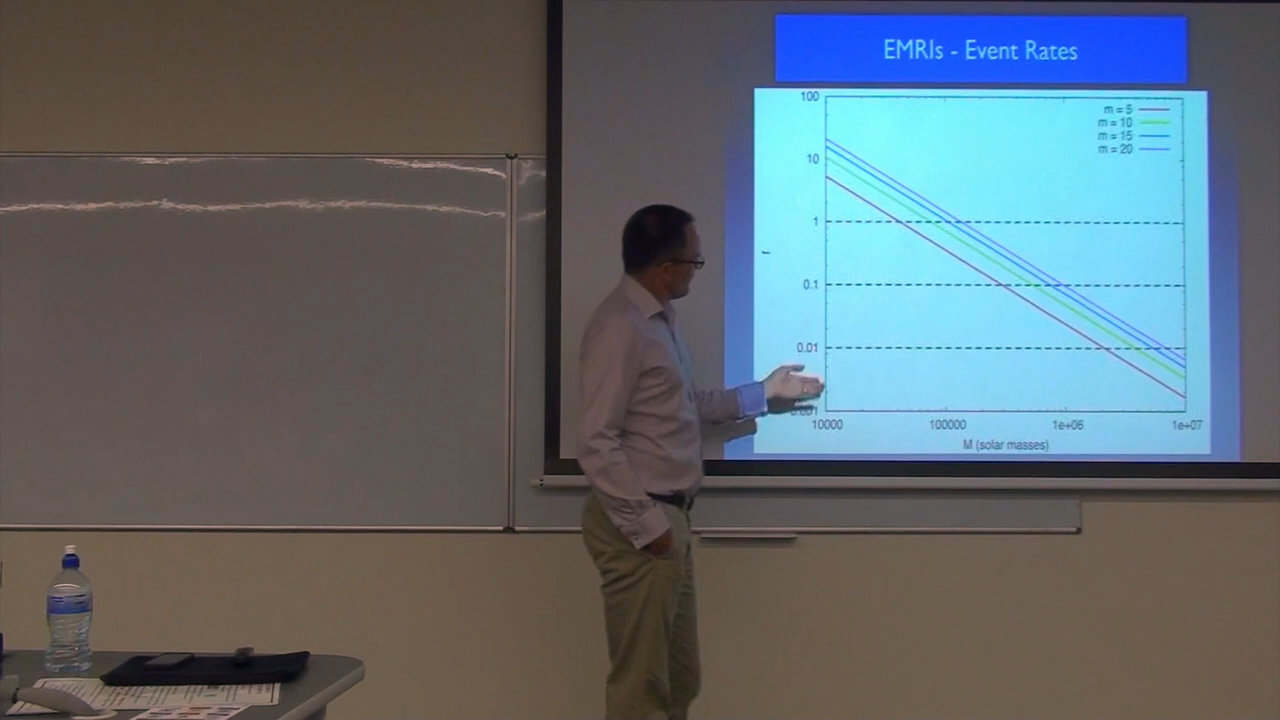 EMRIs - Event Rates
100
m = 5
m = 10
m = 15
m = 20
10
1
f
0.1
0.01
10000 100000 1e+06 1e+07
M (solar masses)